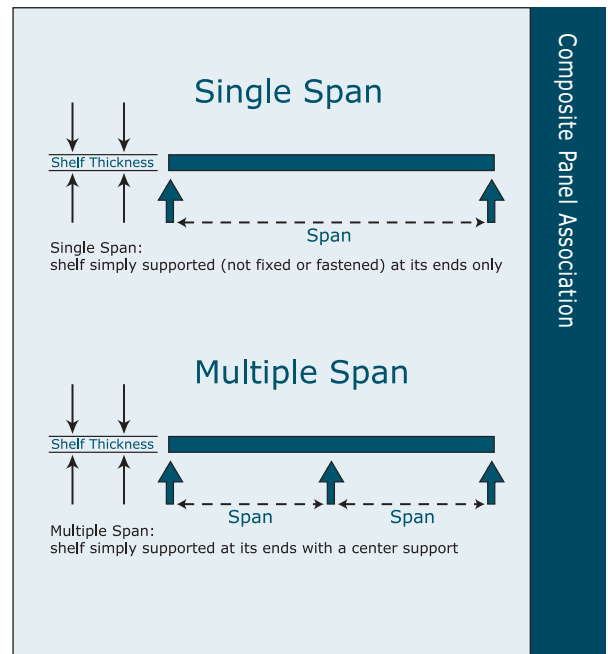 Single Span
Shelf Thickness
Span
Single Span:
shelf simply supported (not fixed or fastened) at its ends only
Multiple Span
Shelf Thickness
Span
Span
Multiple Span:
shelf simply supported at its ends with a center support
Composite Panel Association